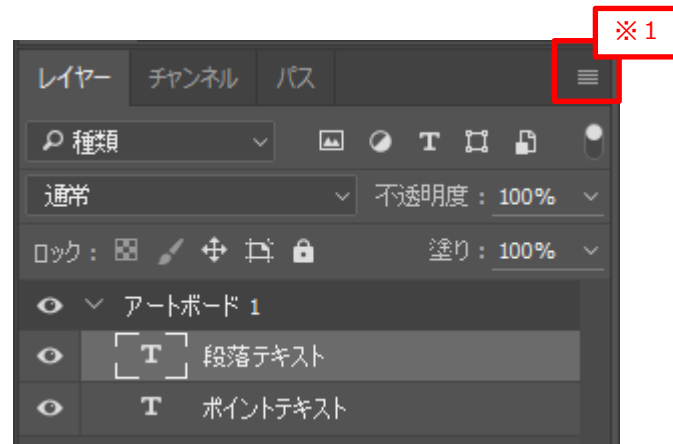 ※1
レイヤー チャンネル パス
種類 T
通常 不透明度: 100%
ロック: 塗り: 100%
アートボード 1
T 段落テキスト
T ポイントテキスト